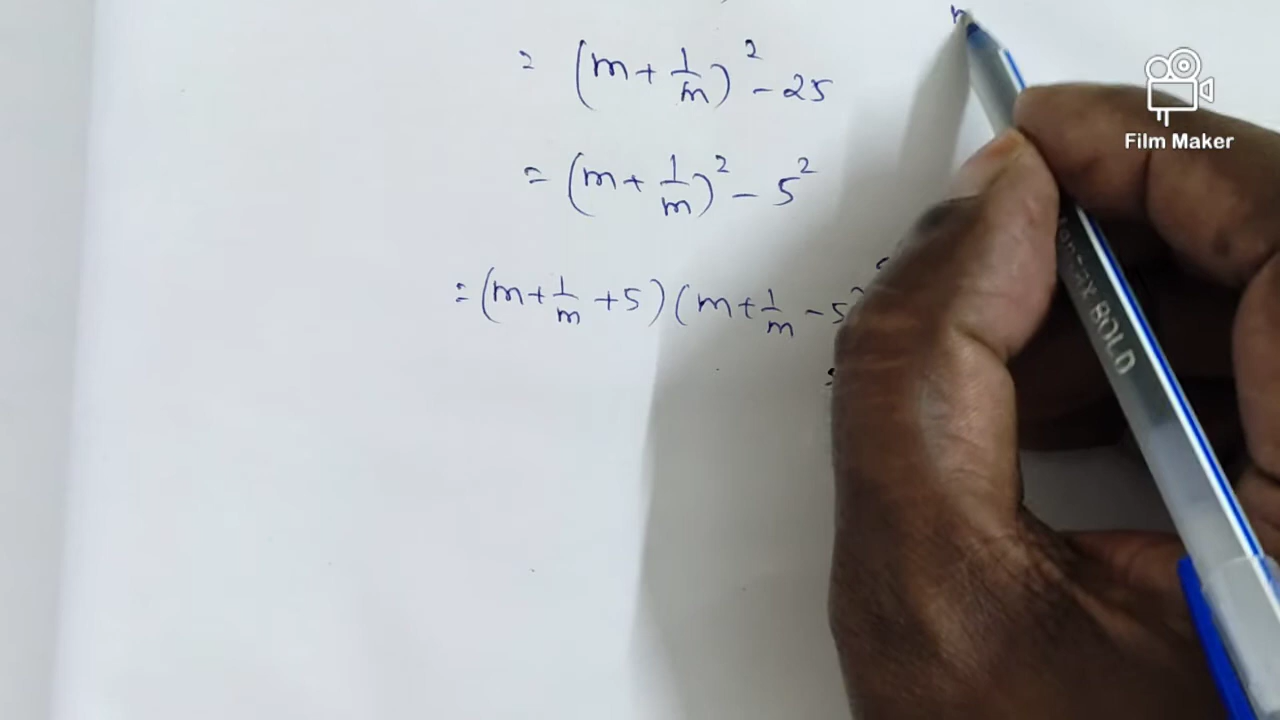 = (m + 1/m)² - 25
= (m + 1/m)² - 5²
= (m + 1/m + 5) (m + 1/m - 5)
Film Maker
BOLD